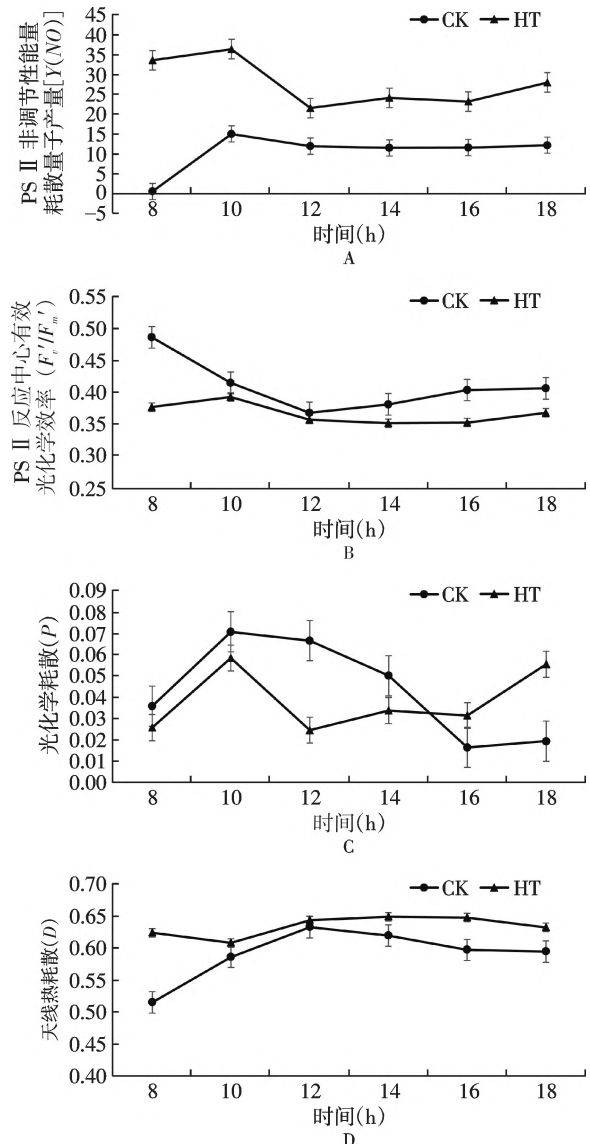 CK HT
PS Ⅱ 非调节性能量
耗散量子产量[Y(NO)]
45
40
35
30
25
20
15
10
5
0
−5
8 10 12 14 16 18
时间(h)
A
CK HT
PS Ⅱ 反应中心有效
光化学效率(Fv′/Fm′)
0.55
0.50
0.45
0.40
0.35
0.30
0.25
8 10 12 14 16 18
时间(h)
B
CK HT
光化学耗散(P)
0.09
0.08
0.07
0.06
0.05
0.04
0.03
0.02
0.01
0.00
8 10 12 14 16 18
时间(h)
C
CK HT
天线热耗散(D)
0.70
0.65
0.60
0.55
0.50
0.45
0.40
8 10 12 14 16 18
时间(h)
D